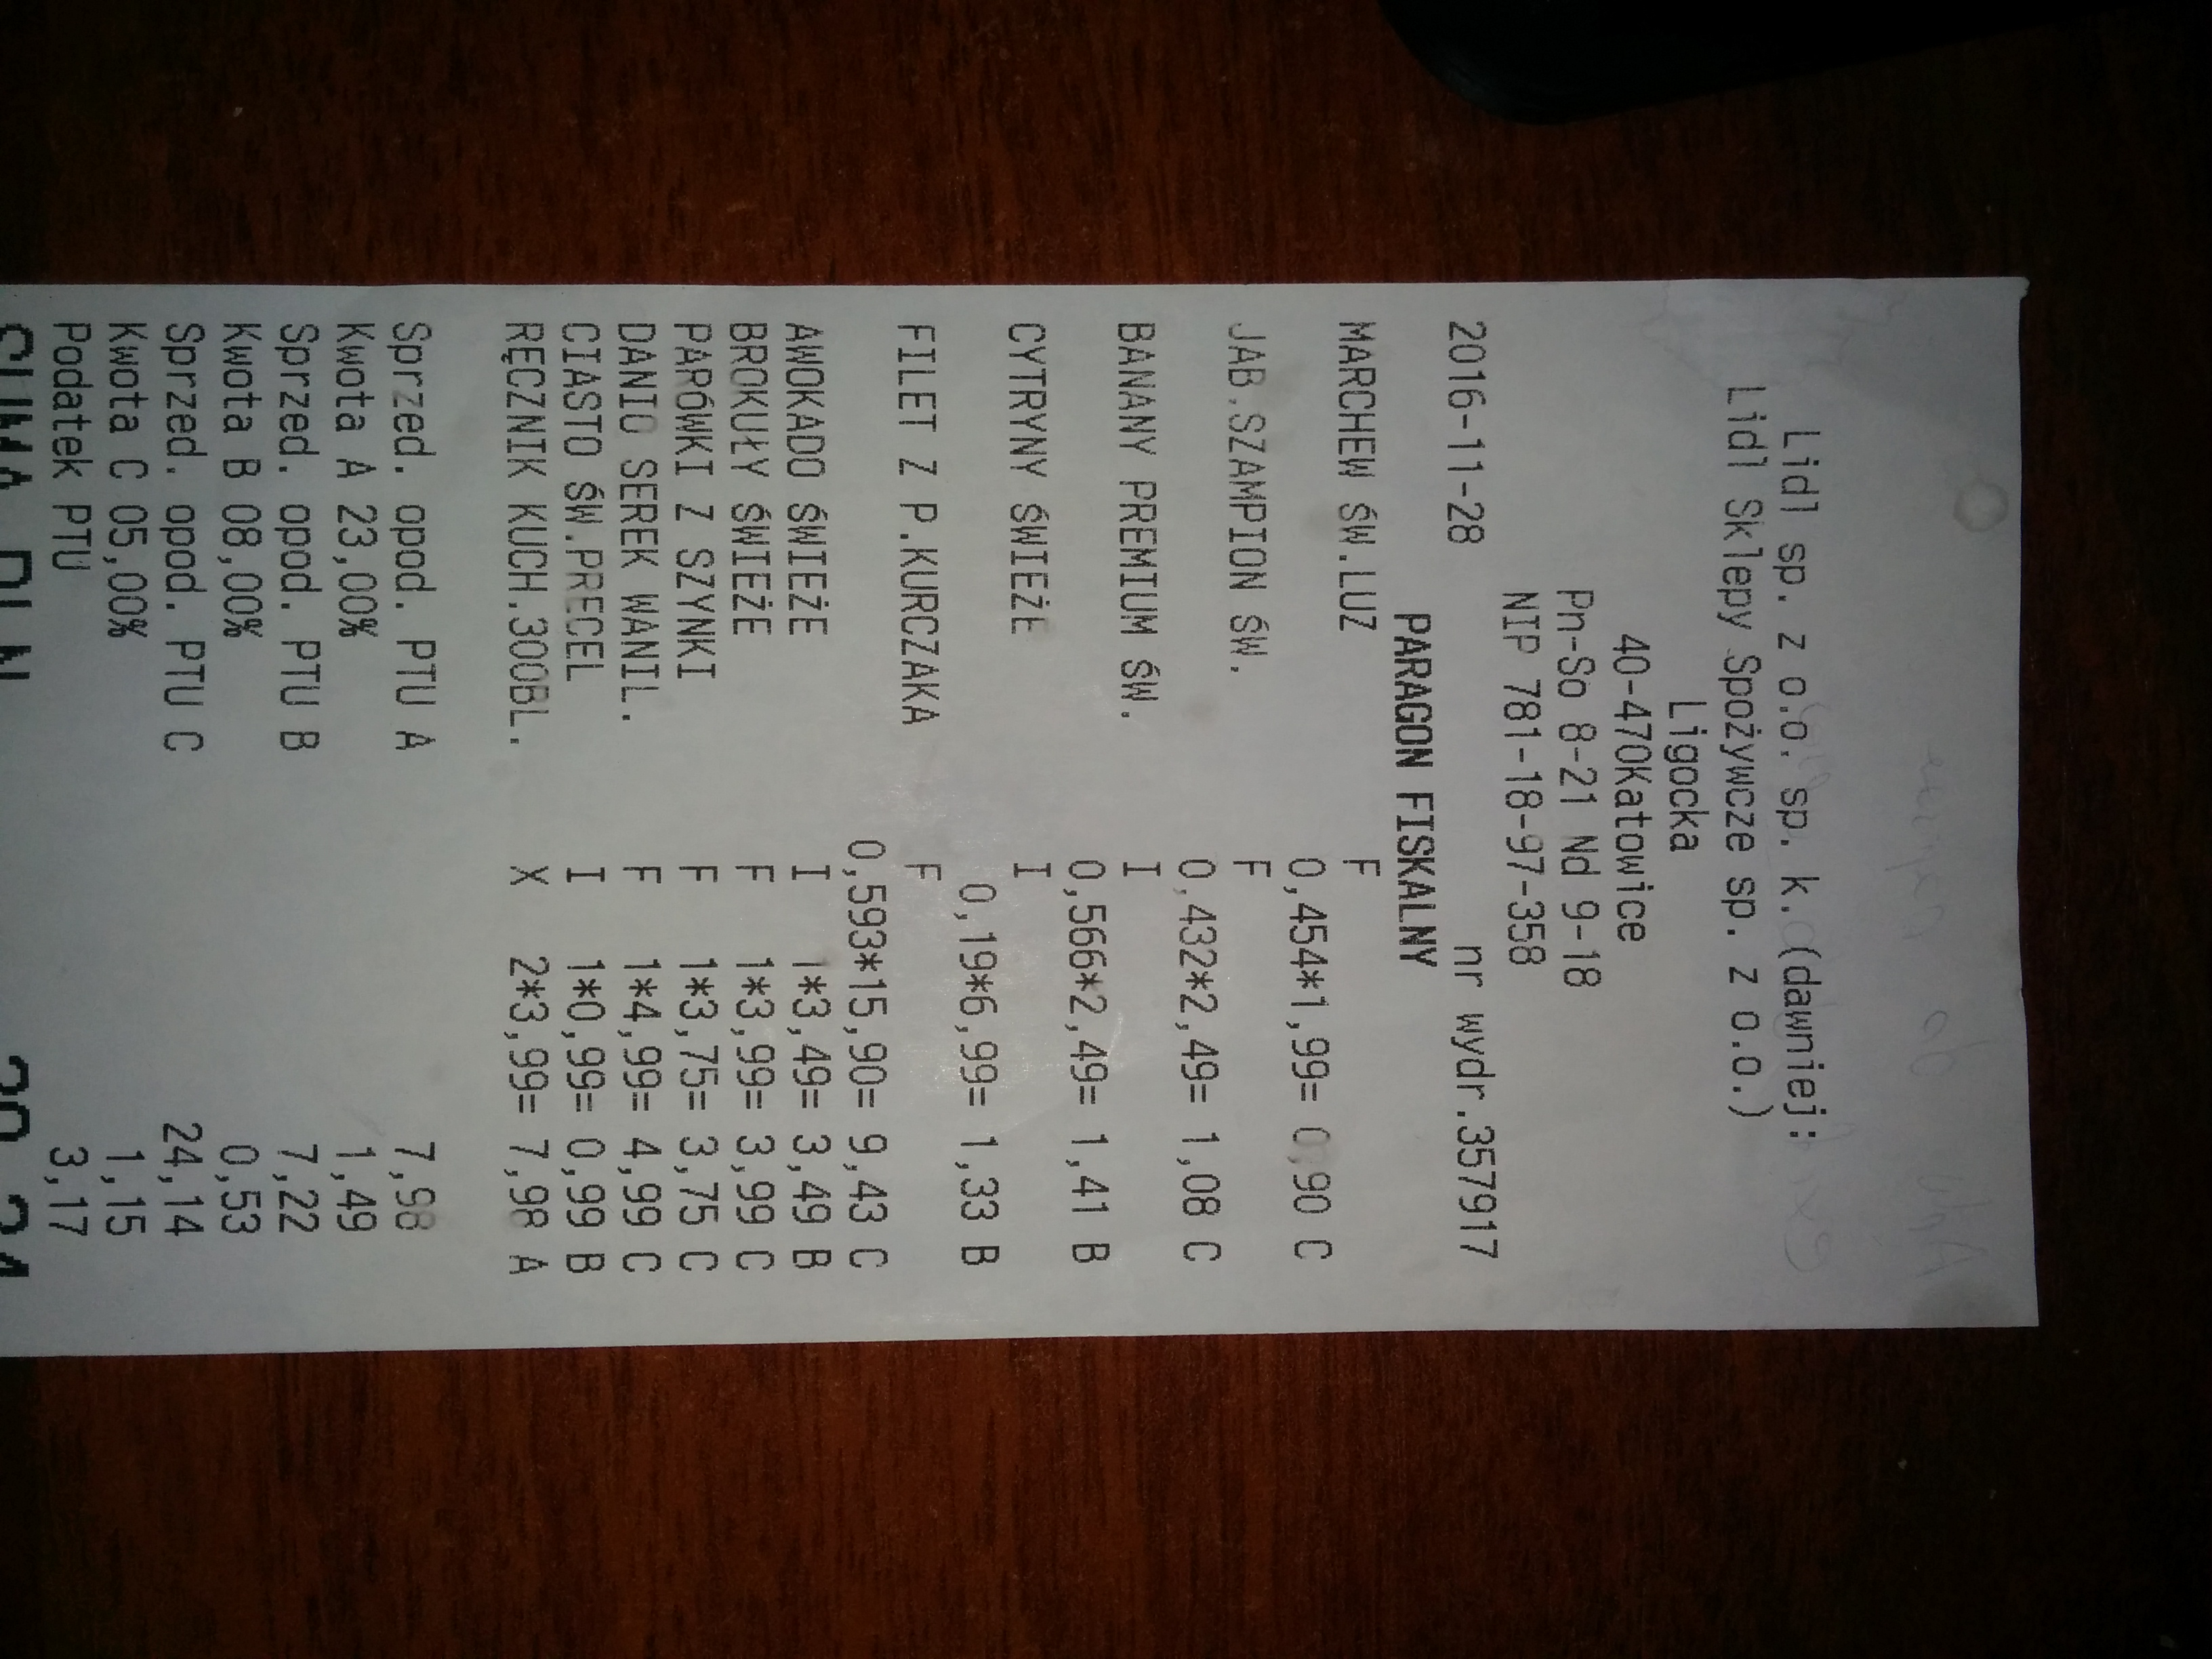 Lidl sp. z o.o. sp. k. (dawniej:
Lidl Sklepy Spożywcze sp. z o.o.)
Ligocka
40-470Katowice
Pn-So 8-21 Nd 9-18
NIP 781-18-97-358
2016-11-28 nr wydr.357917
PARAGON FISKALNY
MARCHEW ŚW.LUZ F
0,454*1,99= 0,90 C
JAB.SZAMPION ŚW. F
0,432*2,49= 1,08 C
BANANY PREMIUM ŚW. I
0,566*2,49= 1,41 B
CYTRYNY ŚWIEŻE I
0,19*6,99= 1,33 B
FILET Z P.KURCZAKA F
0,593*15,90= 9,43 C
AWOKADO ŚWIEŻE I 1*3,49= 3,49 B
BROKUŁY ŚWIEŻE F 1*3,99= 3,99 C
PARÓWKI Z SZYNKI F 1*3,75= 3,75 C
DANIO SEREK WANIL. F 1*4,99= 4,99 C
CIASTO ŚW.PRECEL I 1*0,99= 0,99 B
RĘCZNIK KUCH.300BL. X 2*3,99= 7,98 A
Sprzed. opod. PTU A 7,98
Kwota A 23,00% 1,49
Sprzed. opod. PTU B 7,22
Kwota B 08,00% 0,53
Sprzed. opod. PTU C 24,14
Kwota C 05,00% 1,15
Podatek PTU 3,17
SUMA PLN